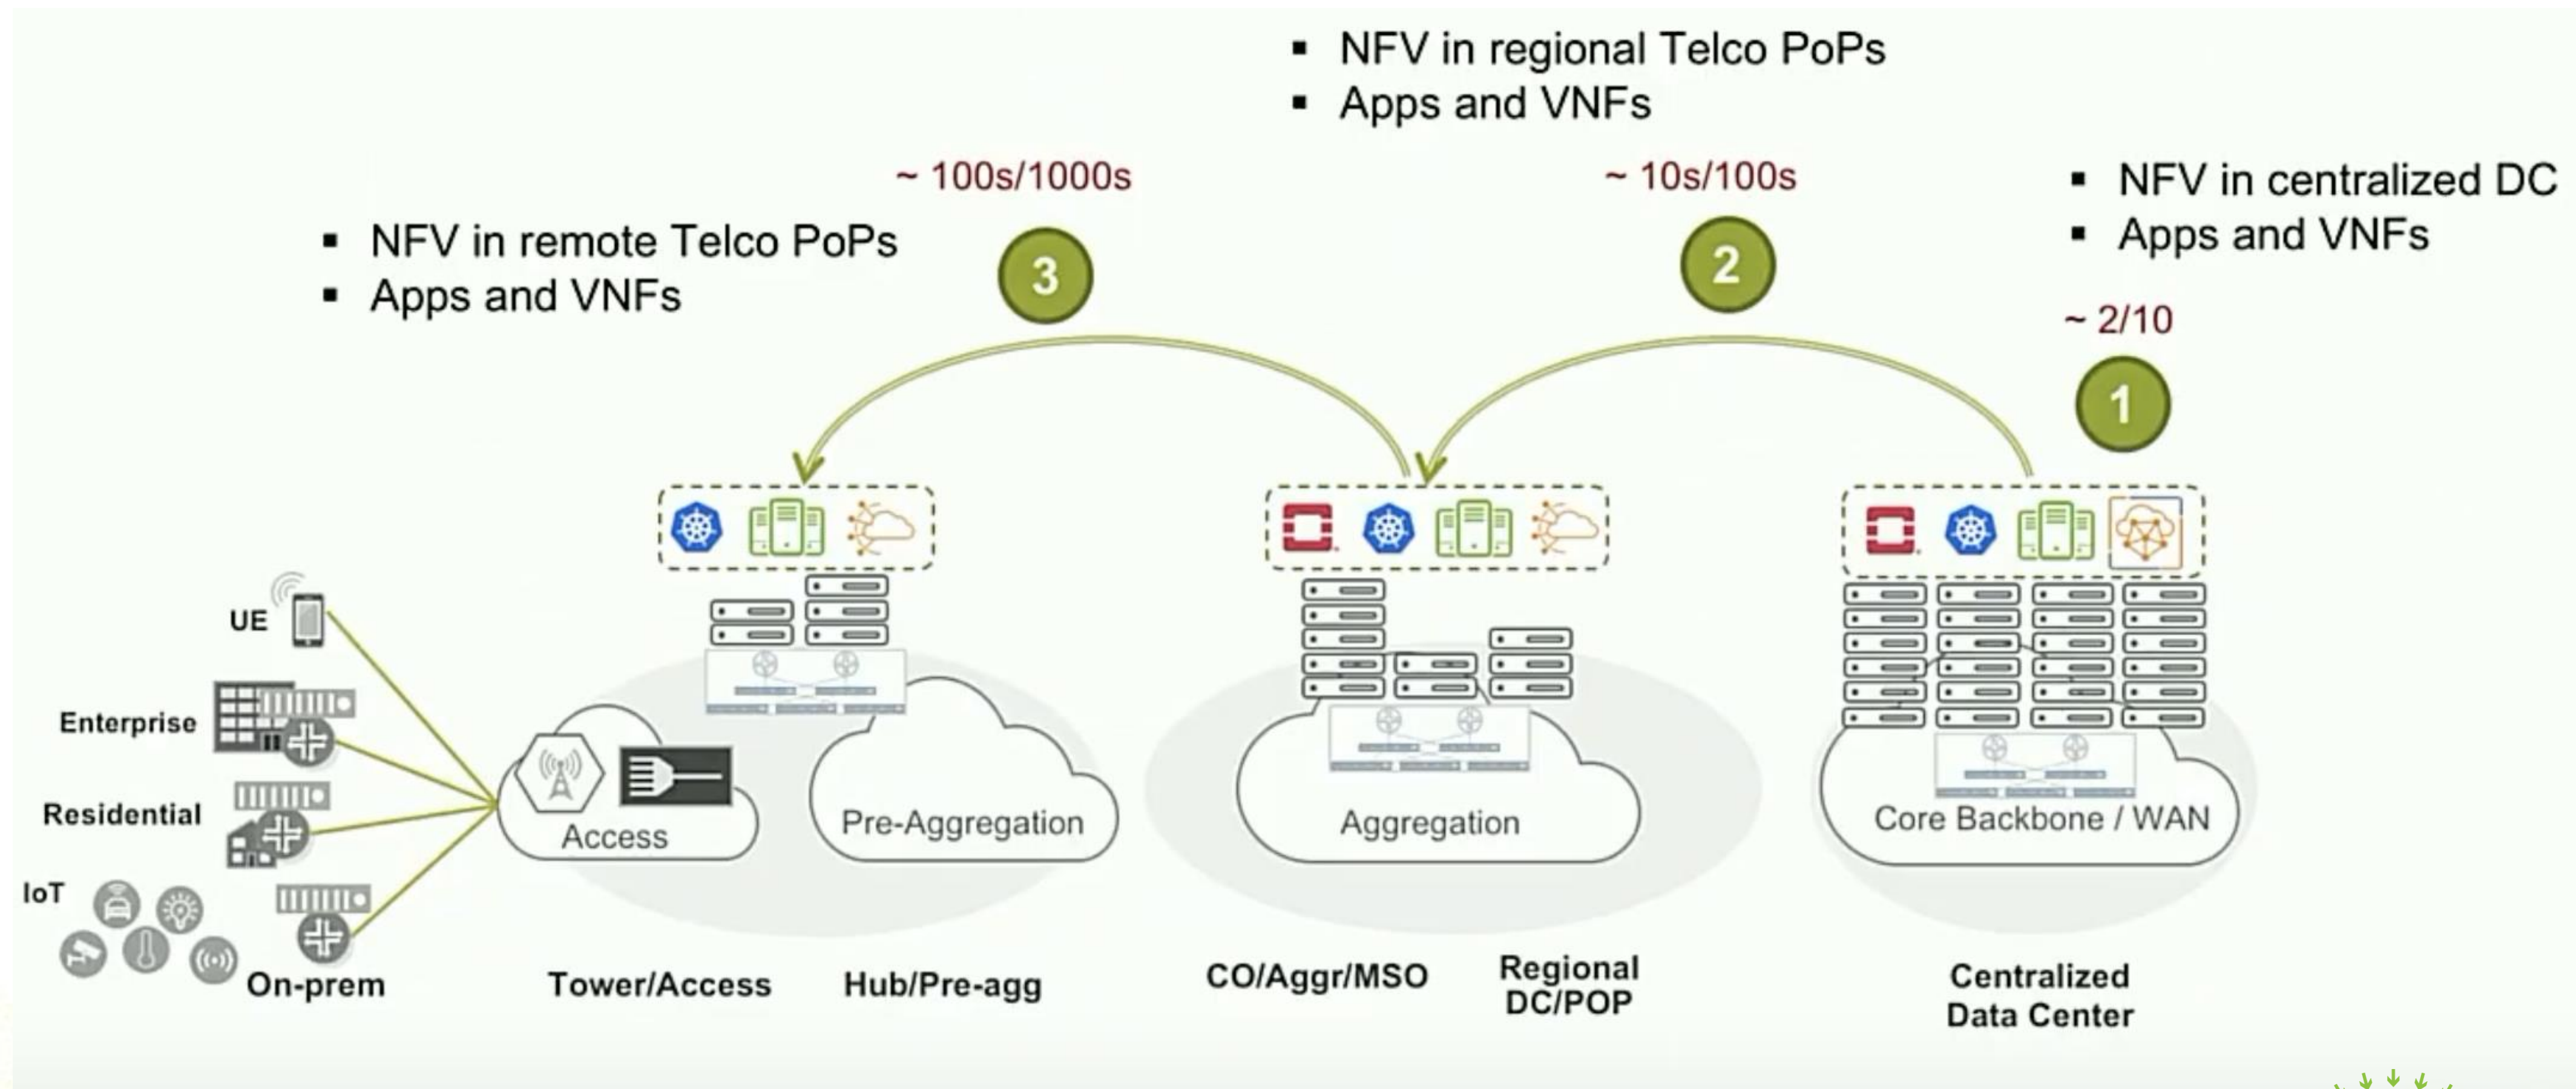 ▪ NFV in regional Telco PoPs
▪ Apps and VNFs
~ 100s/1000s
~ 10s/100s
▪ NFV in centralized DC
▪ Apps and VNFs
▪ NFV in remote Telco PoPs
▪ Apps and VNFs
3
2
~ 2/10
1
UE
Enterprise
Residential
IoT
On-prem
Access
Pre-Aggregation
Aggregation
Core Backbone / WAN
Tower/Access
Hub/Pre-agg
CO/Aggr/MSO
Regional
DC/POP
Centralized
Data Center